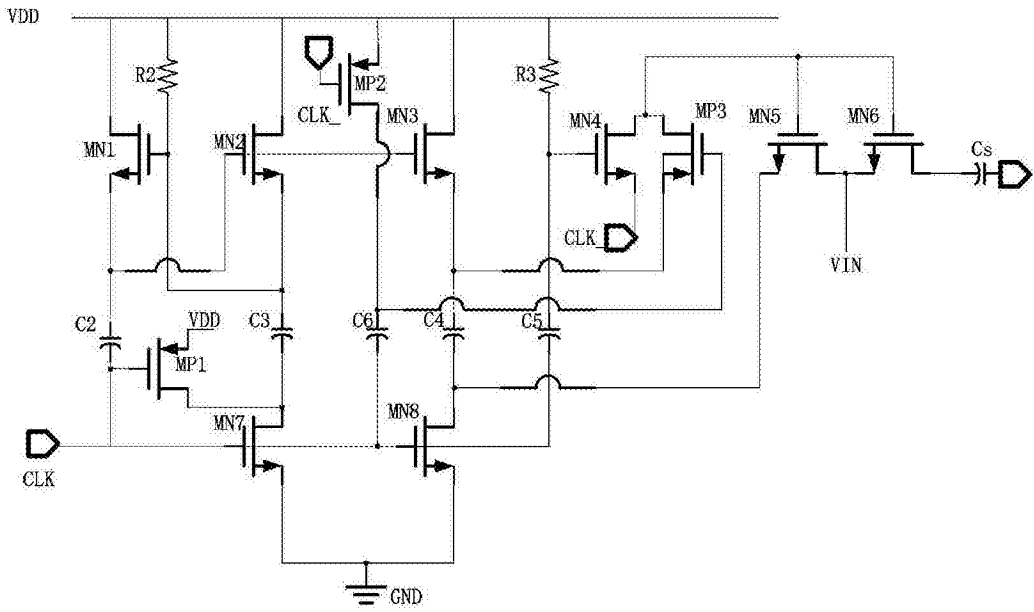 VDD
R2
MP2
CLK_
R3
MN1
MN2
MN3
MN4
MP3
MN5
MN6
Cs
CLK_
VIN
C2
VDD
C3
C6
C4
C5
MP1
MN7
MN8
CLK
GND